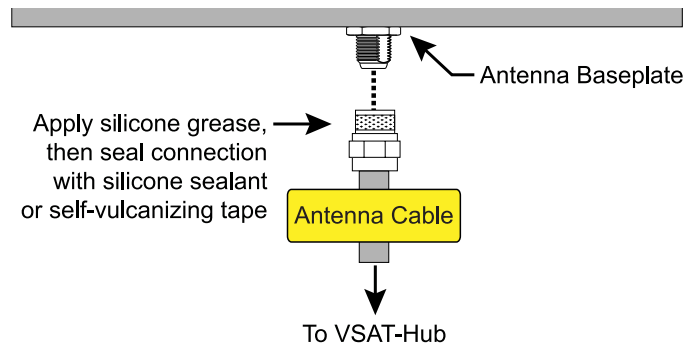 Antenna Baseplate
Apply silicone grease,
then seal connection
with silicone sealant
or self-vulcanizing tape
Antenna Cable
To VSAT-Hub